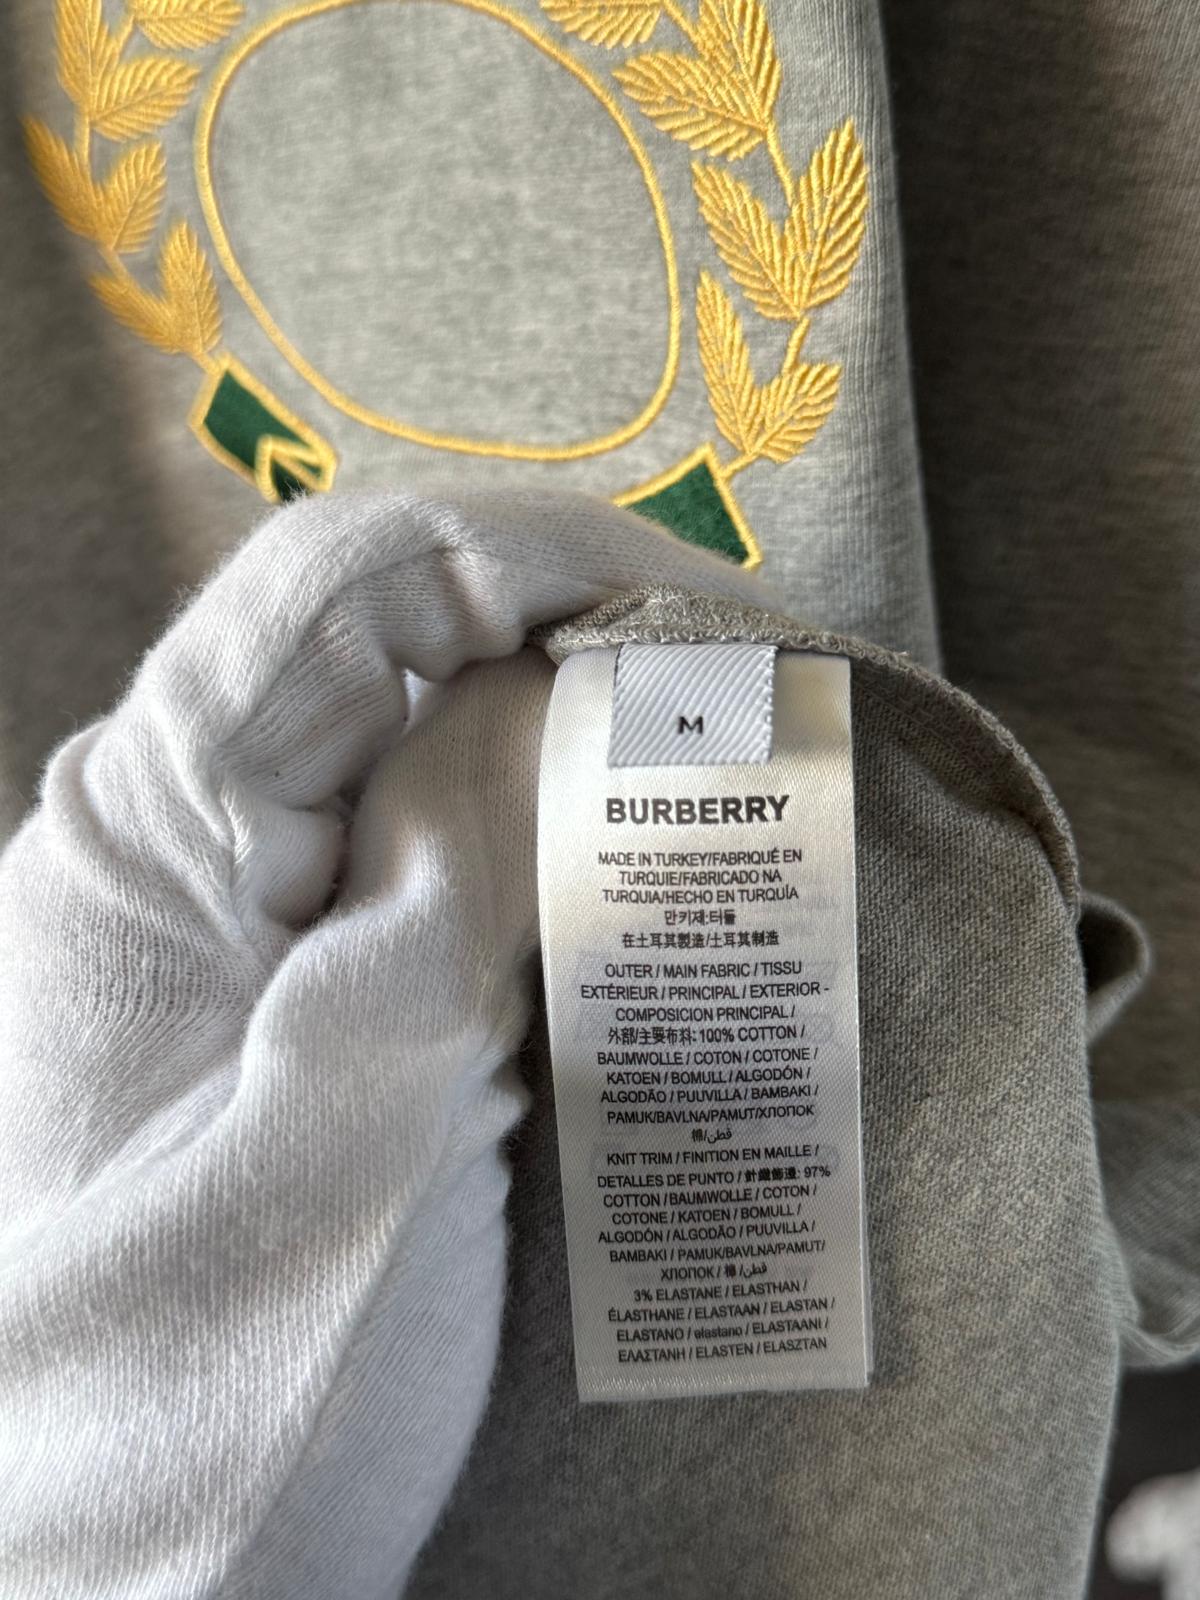 M
BURBERRY
MADE IN TURKEY/FABRIQUÉ EN
TURQUIE/FABRICADO NA
TURQUIA/HECHO EN TURQUÍA
만키제:터들
在土耳其製造/土耳其制造
OUTER / MAIN FABRIC / TISSU
EXTÉRIEUR / PRINCIPAL / EXTERIOR -
COMPOSICION PRINCIPAL /
外部/主要布料: 100% COTTON /
BAUMWOLLE / COTON / COTONE /
KATOEN / BOMULL / ALGODÓN /
ALGODÃO / PUUVILLA / BAMBAKI /
PAMUK/BAVLNA/PAMUT/ХЛОПОК
棉/قطن
KNIT TRIM / FINITION EN MAILLE /
DETALLES DE PUNTO / 針織飾邊: 97%
COTTON / BAUMWOLLE / COTON /
COTONE / KATOEN / BOMULL /
ALGODÓN / ALGODÃO / PUUVILLA /
BAMBAKI / PAMUK/BAVLNA/PAMUT/
ХЛОПОК / 棉 /قطن
3% ELASTANE / ELASTHAN /
ÉLASTHANE / ELASTAAN / ELASTAN /
ELASTANO / elastano / ELASTAANI /
ΕΛΑΣΤΑΝΗ / ELASTEN / ELASZTAN